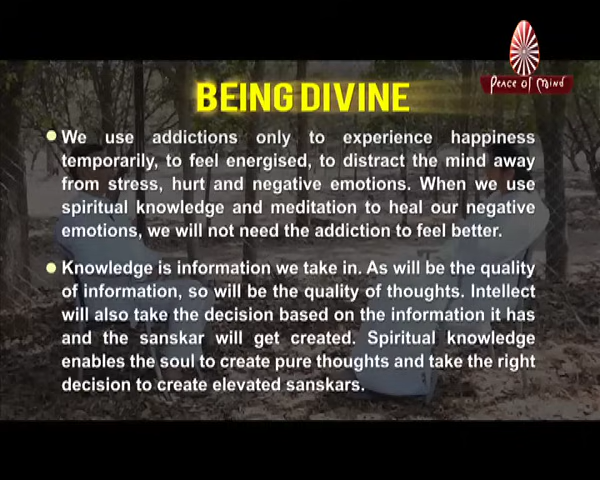 Peace of Mind
BEING DIVINE
We use addictions only to experience happiness
temporarily, to feel energised, to distract the mind away
from stress, hurt and negative emotions. When we use
spiritual knowledge and meditation to heal our negative
emotions, we will not need the addiction to feel better.
Knowledge is information we take in. As will be the quality
of information, so will be the quality of thoughts. Intellect
will also take the decision based on the information it has
and the sanskar will get created. Spiritual knowledge
enables the soul to create pure thoughts and take the right
decision to create elevated sanskars.